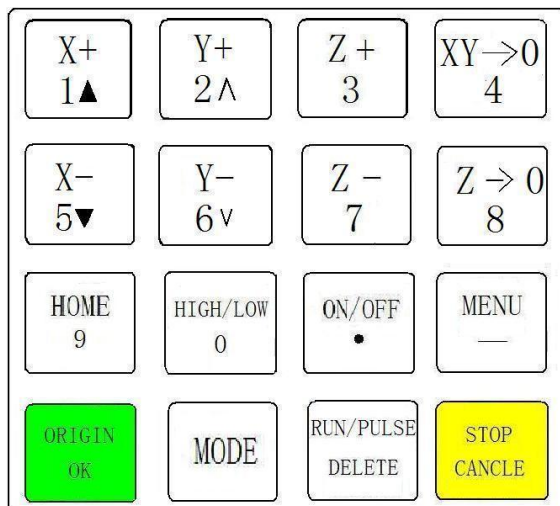 X+ Y+ Z+ XY→0
1▲ 2∧ 3 4
X− Y− Z− Z→0
5▼ 6∨ 7 8
HOME HIGH/LOW ON/OFF MENU
9 0 • —
ORIGIN MODE RUN/PULSE STOP
OK DELETE CANCLE